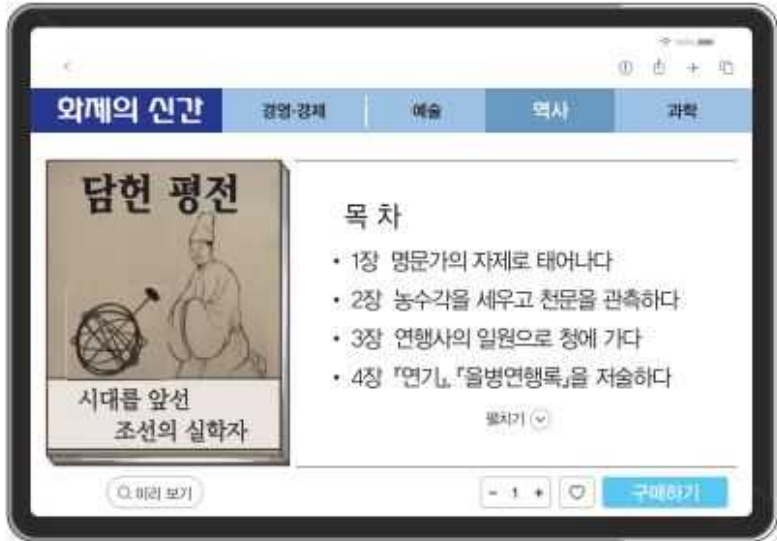 화제의 신간
경영·경제
예술
역사
과학
담헌 평전
시대를 앞선
조선의 실학자
목 차
• 1장 명문가의 자제로 태어나다
• 2장 농수각을 세우고 천문을 관측하다
• 3장 연행사의 일원으로 청에 가다
• 4장 『연기』, 『을병연행록』을 저술하다
펼치기
미리 보기
- 1 +
구매하기